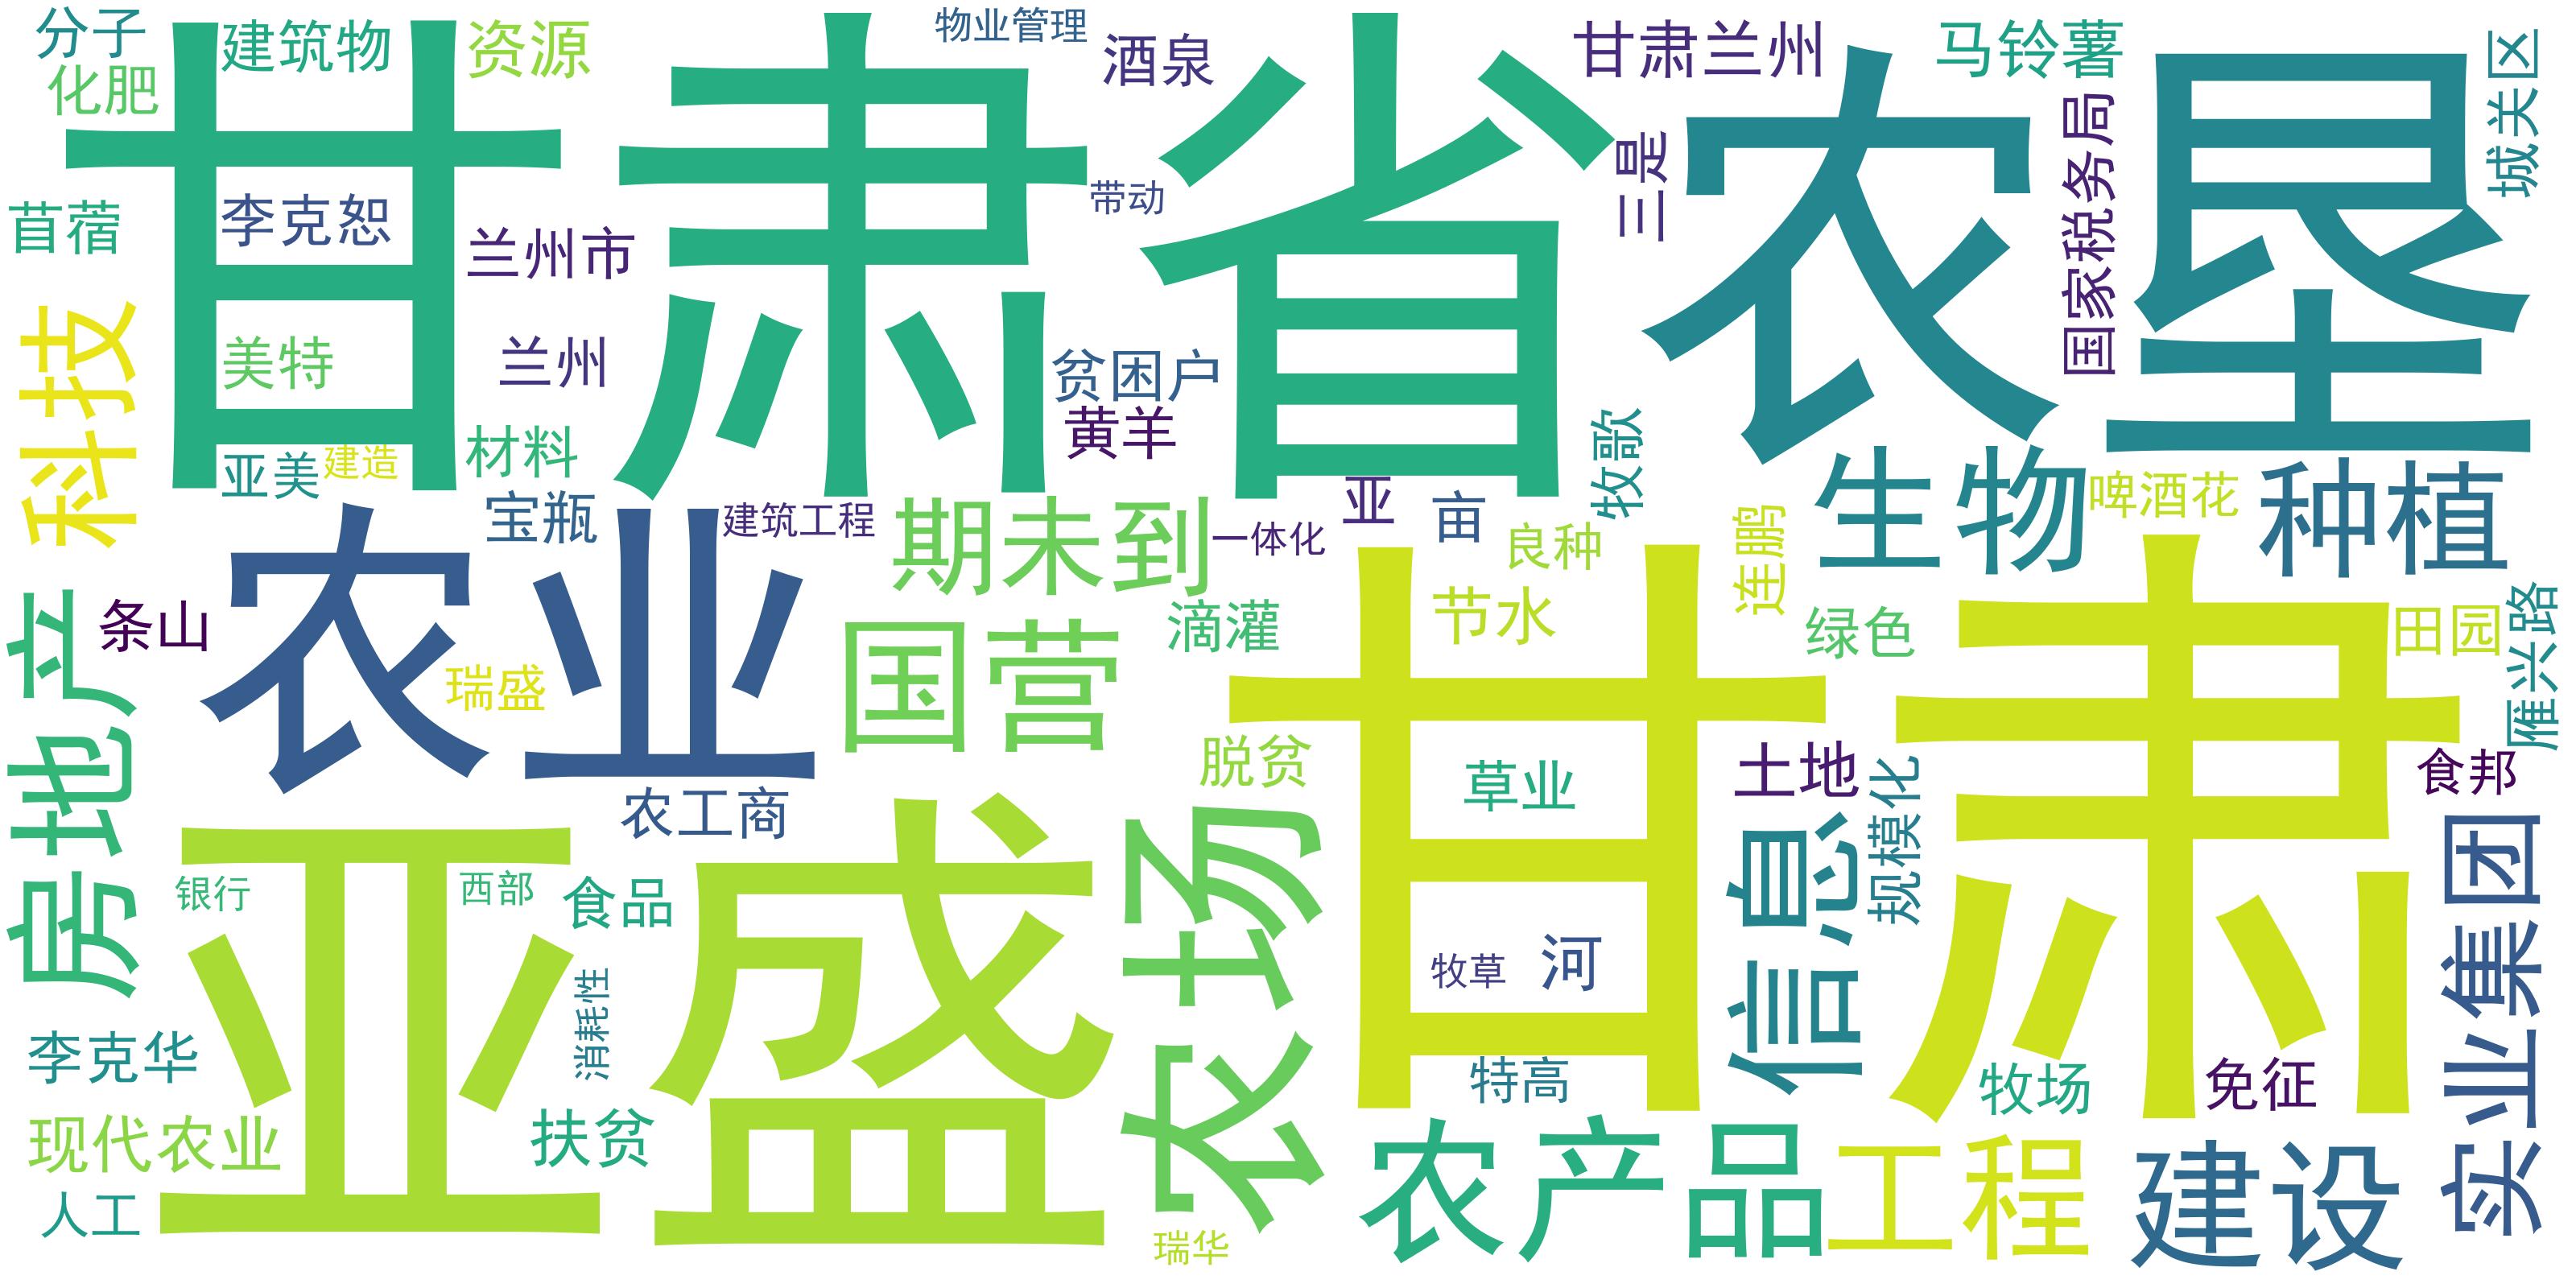 分子
建筑物
资源
物业管理
酒泉
甘肃兰州
马铃薯
城关区
化肥
甘肃省
农垦
国家税务局
三是
带动
苜蓿
李克恕
兰州市
科技
美特
兰州
贫困户
黄羊
牧歌
亚美
建造
材料
宝瓶
建筑工程
期未到
一体化
亚
亩
良种
连鹏
生物
啤酒花
种植
农业
条山
瑞盛
国营
滴灌
节水
绿色
田园
雁兴路
房地产
农工商
脱贫
甘肃
草业
土地
规模化
食邦
亚盛
银行
西部
食品
农场
牧草
河
信息
实业集团
消耗性
李克华
特高
牧场
免征
现代农业
扶贫
农产品
工程
建设
人工
瑞华